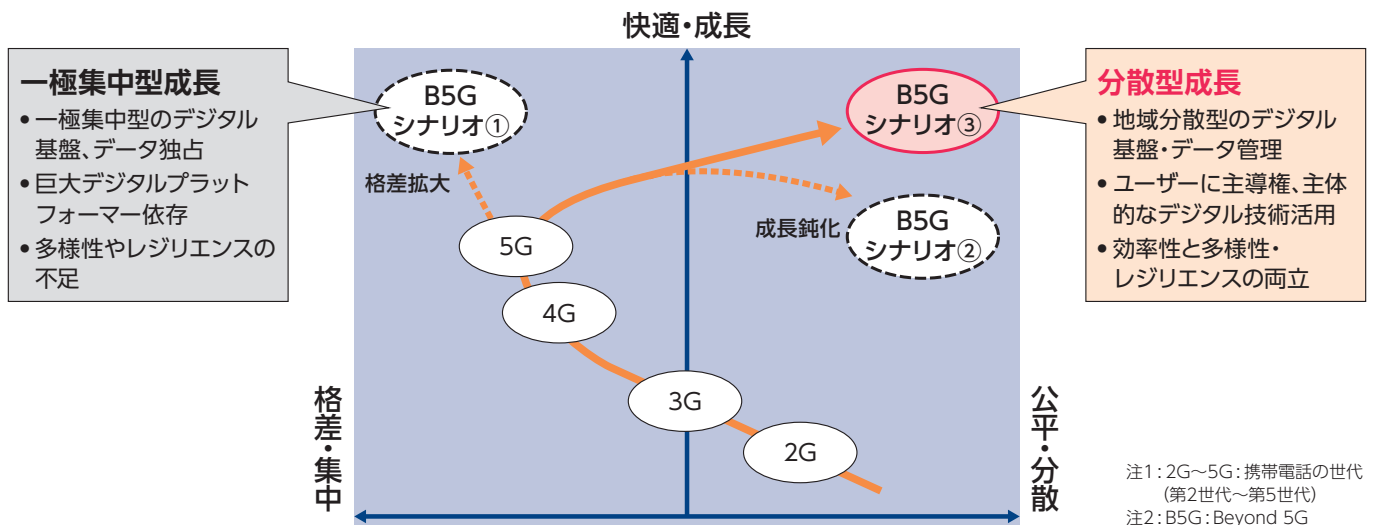 快適・成長
一極集中型成長
• 一極集中型のデジタル
基盤、データ独占
• 巨大デジタルプラット
フォーマー依存
• 多様性やレジリエンスの
不足
B5G
シナリオ①
格差拡大
5G
4G
3G
2G
B5G
シナリオ③
成長鈍化
B5G
シナリオ②
分散型成長
• 地域分散型のデジタル
基盤・データ管理
• ユーザーに主導権、主体
的なデジタル技術活用
• 効率性と多様性・
レジリエンスの両立
格差・集中
公平・分散
注1：2G～5G：携帯電話の世代
(第2世代～第5世代)
注2：B5G：Beyond 5G